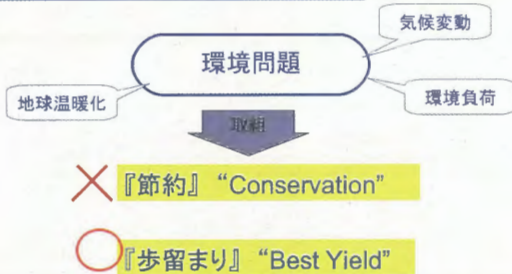 気候変動
環境問題
地球温暖化
環境負荷
取組
『節約』 “Conservation”
『歩留まり』 “Best Yield”